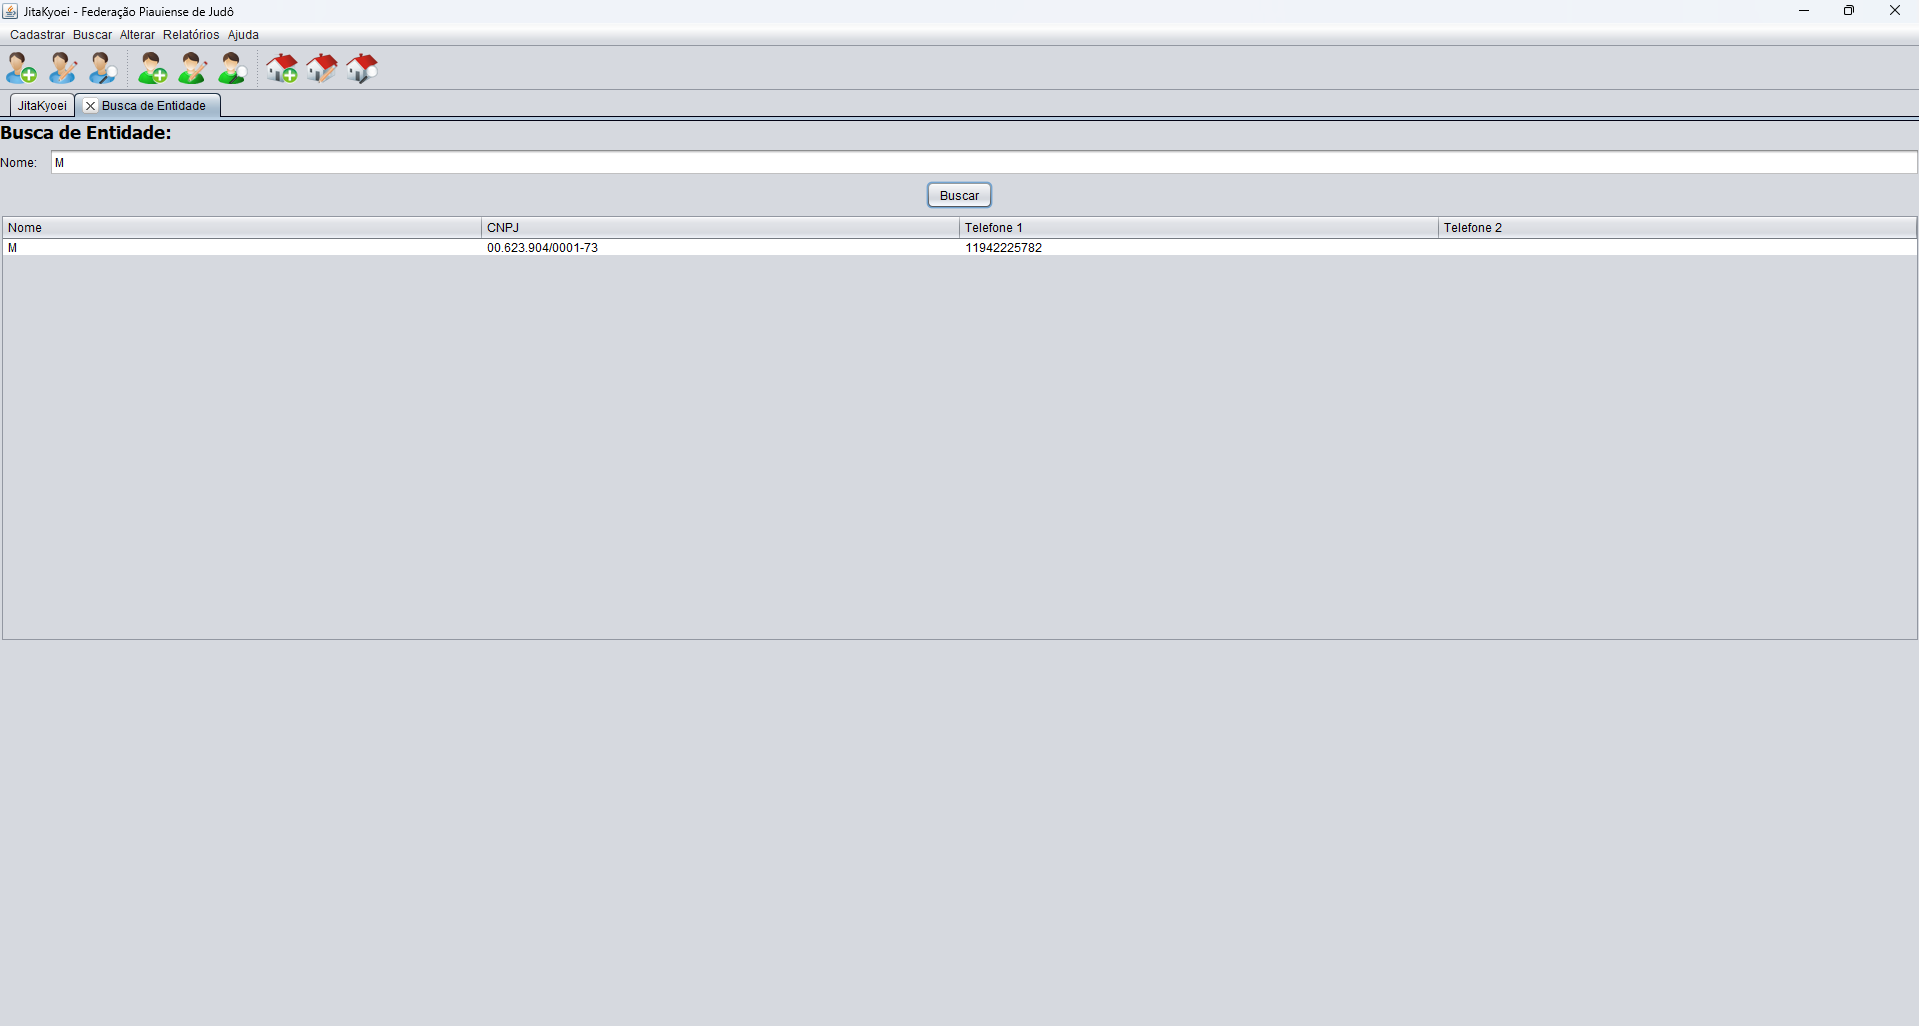 JitaKyoei - Federação Piauiense de Judô
Cadastrar Buscar Alterar Relatórios Ajuda
JitaKyoei Busca de Entidade
Busca de Entidade:
Nome: M
Buscar
Nome CNPJ Telefone 1 Telefone 2
M 00.623.904/0001-73 11942225782